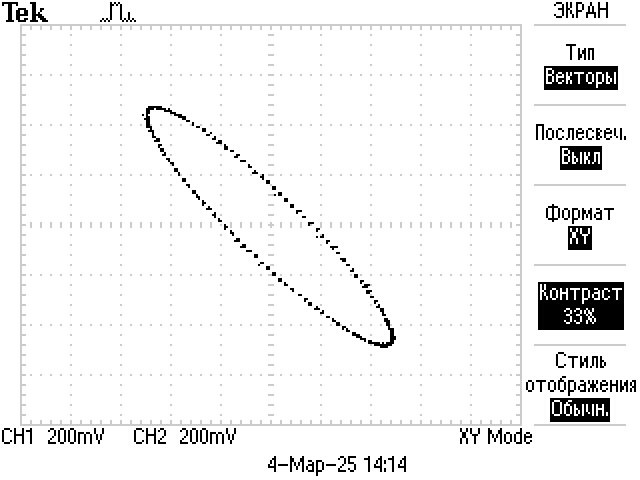 Tek
ЭКРАН
Тип
Векторы
Послесвеч.
Выкл
Формат
XY
Контраст
33%
Стиль
отображения
Обычн.
CH1 200mV CH2 200mV XY Mode
4-Мар-25 14:14